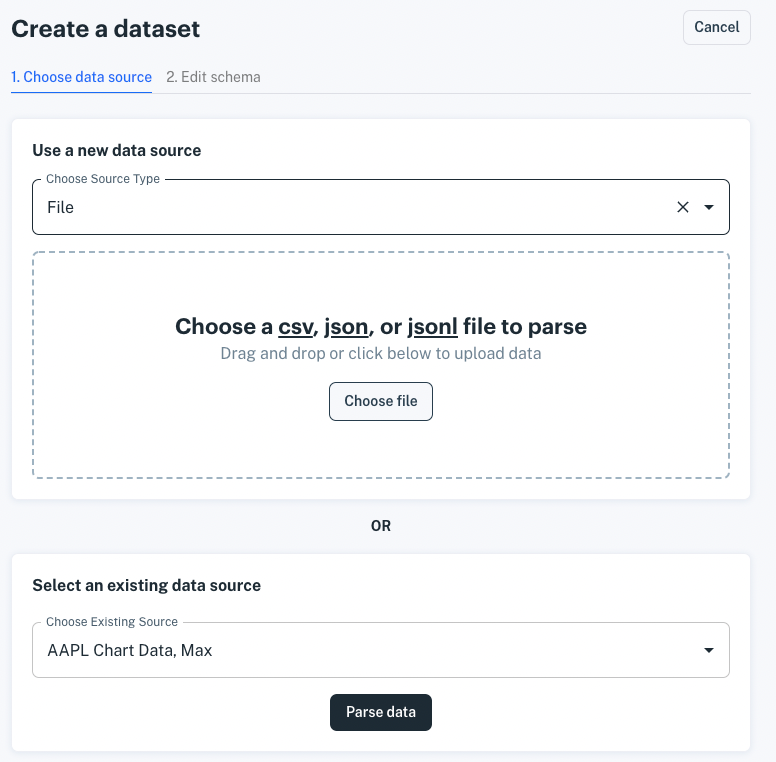 Create a dataset
Cancel
1. Choose data source
2. Edit schema
Use a new data source
Choose Source Type
File
Choose a csv, json, or jsonl file to parse
Drag and drop or click below to upload data
Choose file
OR
Select an existing data source
Choose Existing Source
AAPL Chart Data, Max
Parse data